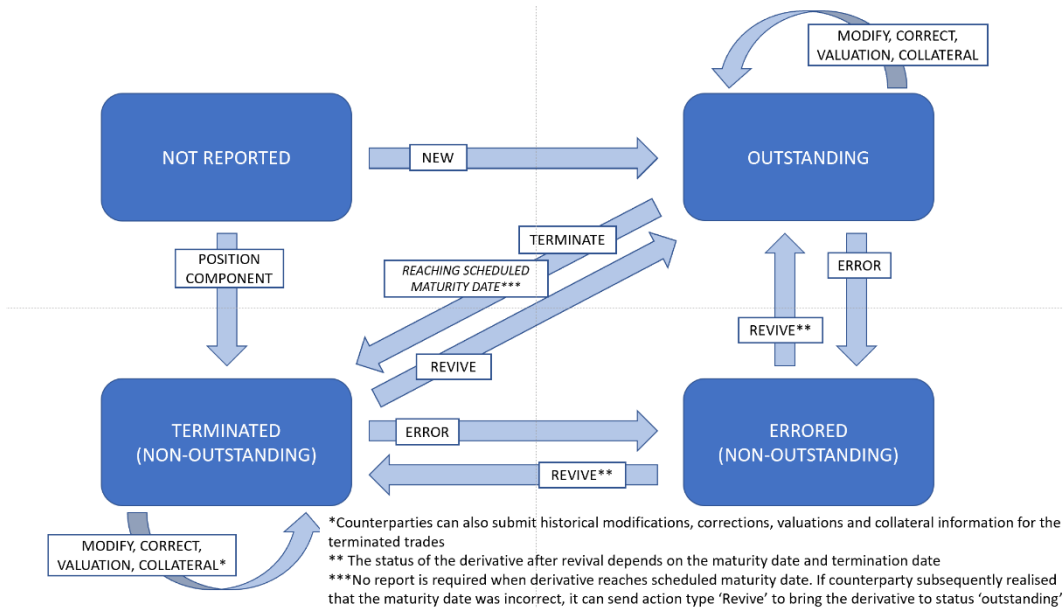 MODIFY, CORRECT,
VALUATION, COLLATERAL
NOT REPORTED
NEW
OUTSTANDING
POSITION
COMPONENT
TERMINATE
REACHING SCHEDULED
MATURITY DATE***
ERROR
REVIVE**
REVIVE
TERMINATED
(NON-OUTSTANDING)
ERROR
REVIVE**
ERRORED
(NON-OUTSTANDING)
MODIFY, CORRECT,
VALUATION, COLLATERAL*
*Counterparties can also submit historical modifications, corrections, valuations and collateral information for the
terminated trades
** The status of the derivative after revival depends on the maturity date and termination date
***No report is required when derivative reaches scheduled maturity date. If counterparty subsequently realised
that the maturity date was incorrect, it can send action type ‘Revive’ to bring the derivative to status ‘outstanding’